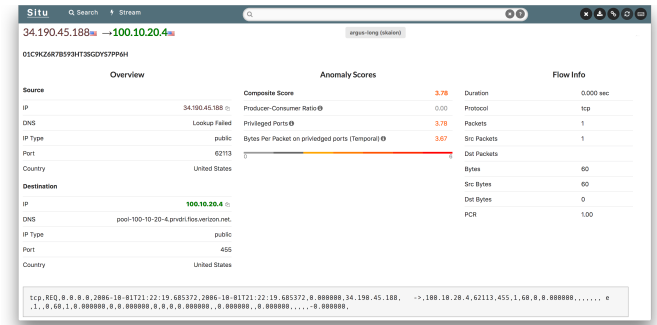 Situ Search Stream
34.190.45.188 →100.10.20.4
argus-long (skaion)
01C9KZ6R7B593HT3SGDYS7PP6H
Overview
Source
IP 34.190.45.188
DNS Lookup Failed
IP Type public
Port 62113
Country United States
Destination
IP 100.10.20.4
DNS pool-100-10-20-4.prvdri.fios.verizon.net.
IP Type public
Port 455
Country United States
Anomaly Scores
Composite Score 3.78
Producer-Consumer Ratio 0.00
Privileged Ports 3.78
Bytes Per Packet on priviledged ports (Temporal) 3.67
0 8
Flow Info
Duration 0.000 sec
Protocol tcp
Packets 1
Src Packets 1
Dst Packets
Bytes 60
Src Bytes 60
Dst Bytes 0
PCR 1.00
tcp,REQ,0.0.0.0,2006-10-01T21:22:19.685372,2006-10-01T21:22:19.685372,0.000000,34.190.45.188, ->,100.10.20.4,62113,455,1,60,0,0.000000,,,,,,, e
,1,,0,60,1,0.000000,0,0.000000,0,0,0,0.000000,,0.000000,,0.000000,,,,,-0.000000,